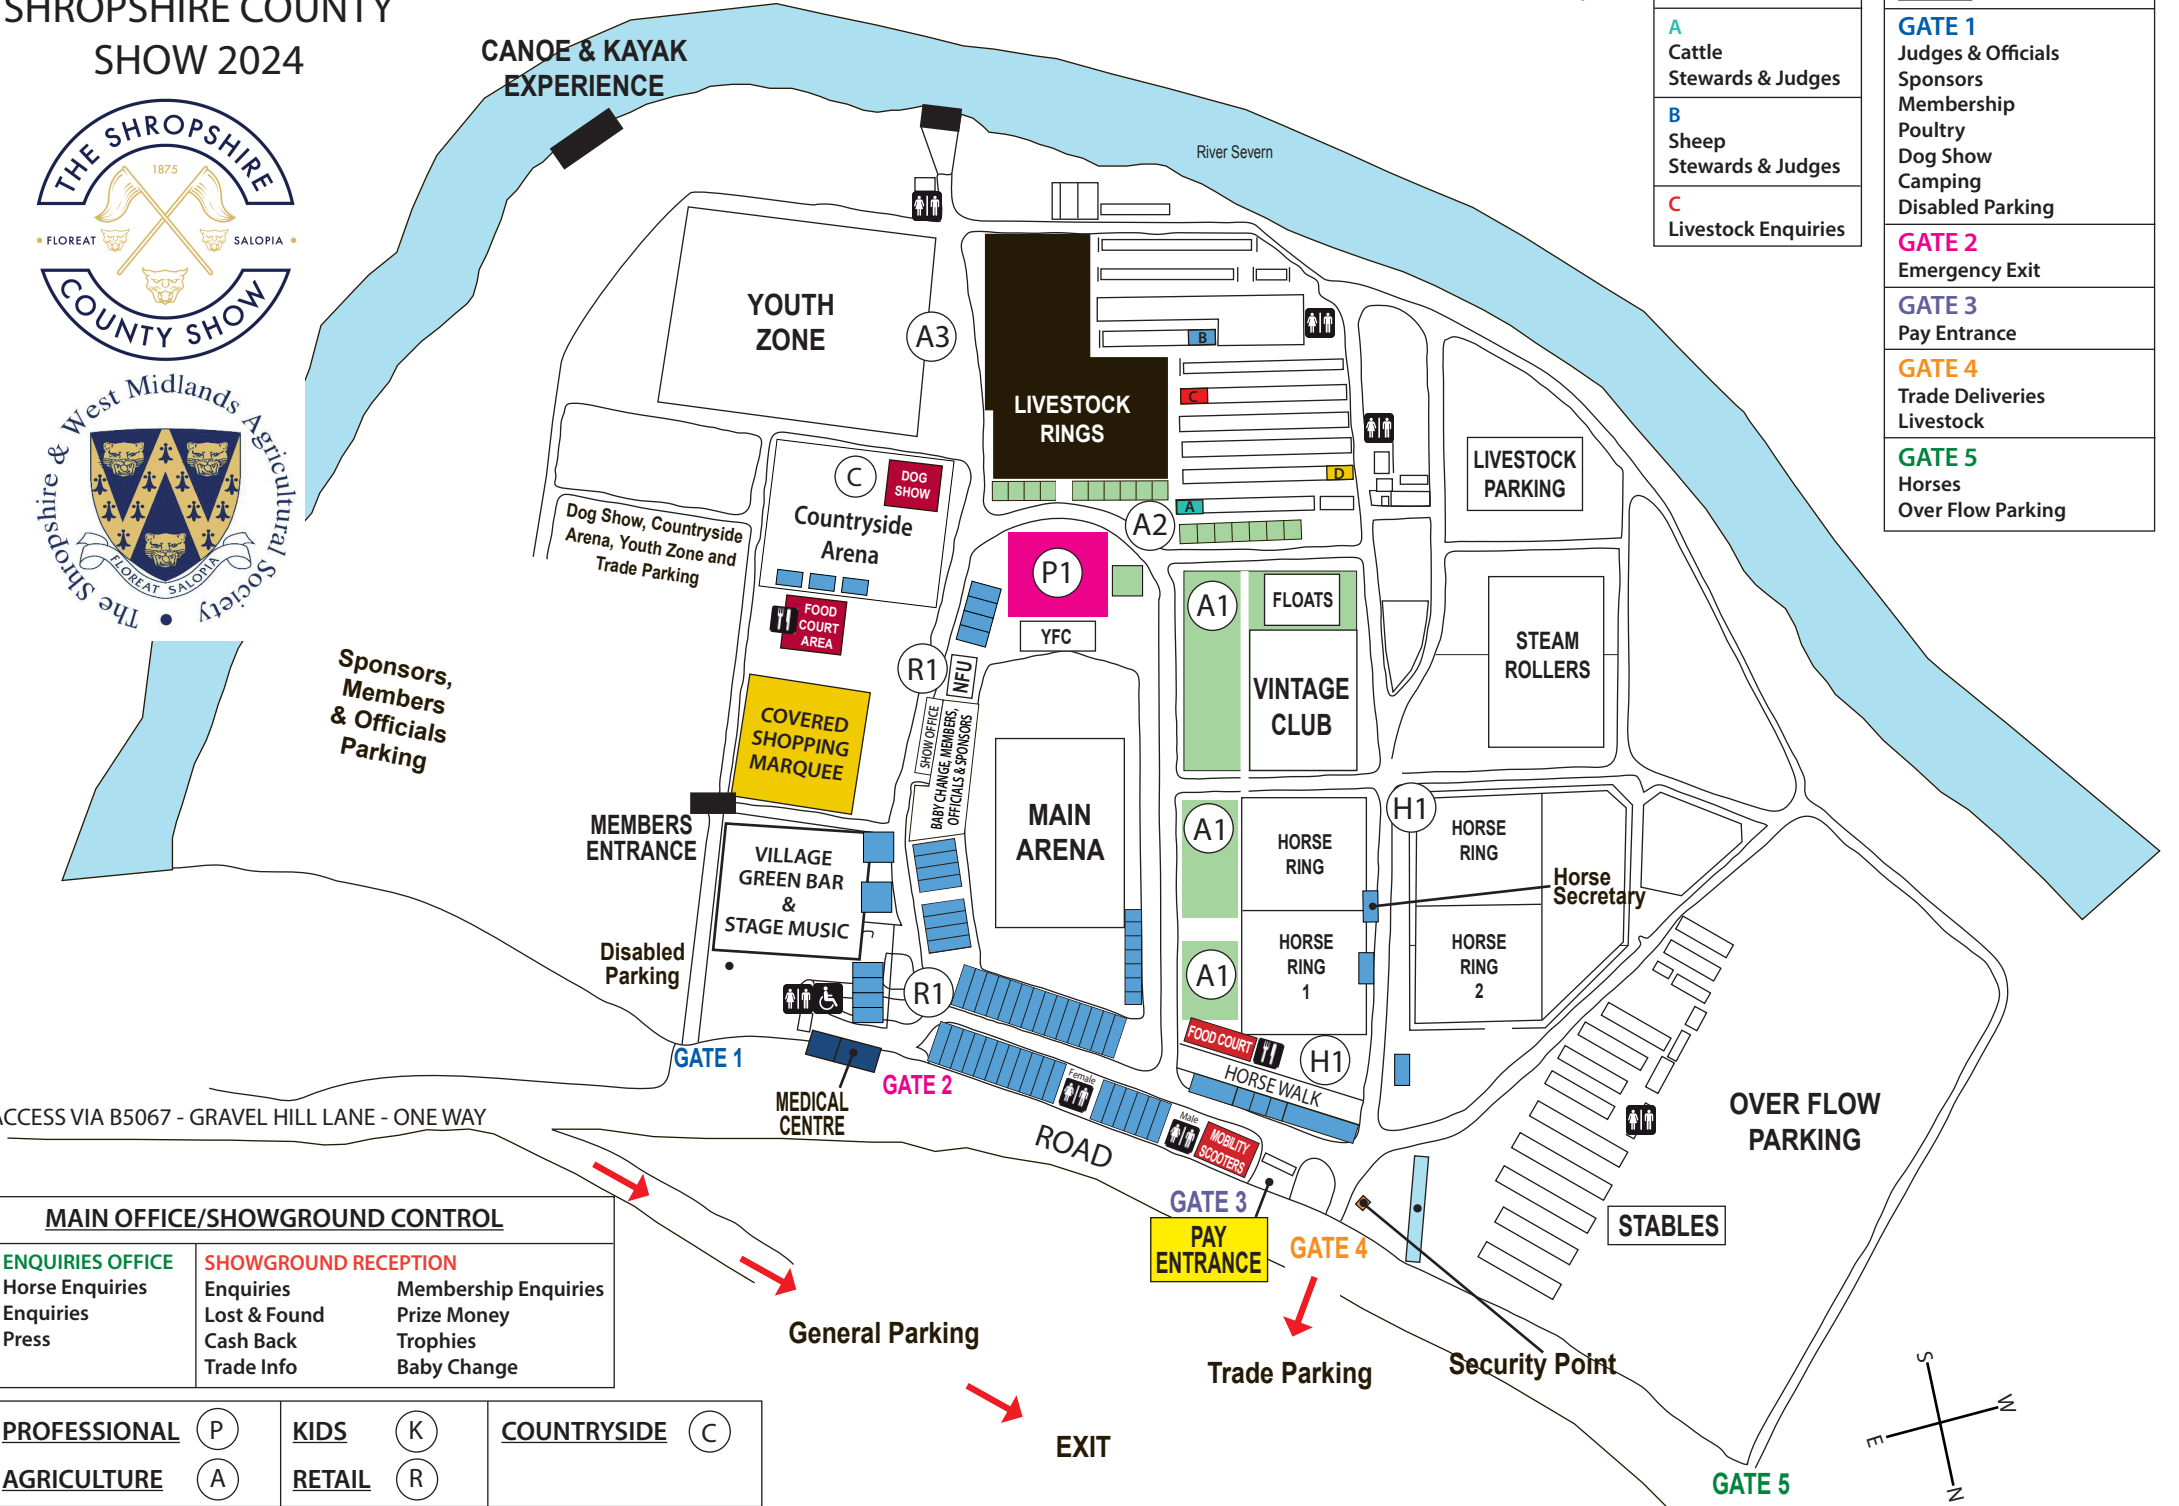 SHROPSHIRE COUNTY
SHOW 2024
THE SHROPSHIRE
1875
FLOREAT
SALOPIA
COUNTY SHOW
The Shropshire & West Midlands Agricultural Society
FLOREAT SALOPIA
CANOE & KAYAK
EXPERIENCE
River Severn
A
Cattle
Stewards & Judges
B
Sheep
Stewards & Judges
C
Livestock Enquiries
GATE 1
Judges & Officials
Sponsors
Membership
Poultry
Dog Show
Camping
Disabled Parking
GATE 2
Emergency Exit
GATE 3
Pay Entrance
GATE 4
Trade Deliveries
Livestock
GATE 5
Horses
Over Flow Parking
YOUTH
ZONE
A3
LIVESTOCK
RINGS
B
C
D
A
A2
LIVESTOCK
PARKING
C
DOG
SHOW
Countryside
Arena
Dog Show, Countryside
Arena, Youth Zone and
Trade Parking
FOOD
COURT
AREA
P1
YFC
A1
FLOATS
VINTAGE
CLUB
STEAM
ROLLERS
R1
NFU
SHOW OFFICE
BABY CHANGE, MEMBERS,
OFFICIALS & SPONSORS
COVERED
SHOPPING
MARQUEE
Sponsors,
Members
& Officials
Parking
MEMBERS
ENTRANCE
VILLAGE
GREEN BAR
&
STAGE MUSIC
MAIN
ARENA
A1
HORSE
RING
H1
HORSE
RING
Horse
Secretary
A1
HORSE
RING
1
HORSE
RING
2
Disabled
Parking
R1
FOOD COURT
H1
HORSE WALK
GATE 1
MEDICAL
CENTRE
GATE 2
Female
Male
MOBILITY
SCOOTERS
ROAD
GATE 3
PAY
ENTRANCE
GATE 4
OVER FLOW
PARKING
STABLES
ACCESS VIA B5067 - GRAVEL HILL LANE - ONE WAY
General Parking
Trade Parking
Security Point
EXIT
GATE 5
S
W
E
N
MAIN OFFICE/SHOWGROUND CONTROL
ENQUIRIES OFFICE
Horse Enquiries
Enquiries
Press
SHOWGROUND RECEPTION
Enquiries
Lost & Found
Cash Back
Trade Info
Membership Enquiries
Prize Money
Trophies
Baby Change
PROFESSIONAL P
AGRICULTURE A
KIDS K
RETAIL R
COUNTRYSIDE C